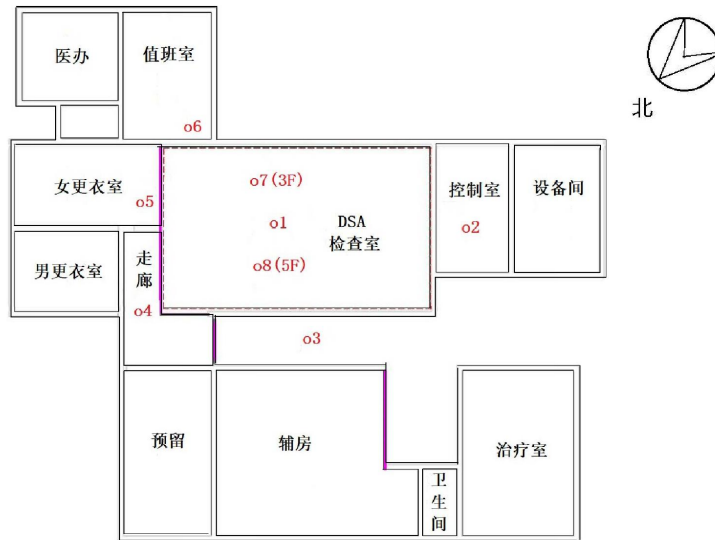 医办
值班室
北
o6
女更衣室
o5
o7(3F)
o1
DSA
检查室
o8(5F)
控制室
o2
设备间
男更衣室
走廊
o4
o3
预留
辅房
卫生间
治疗室